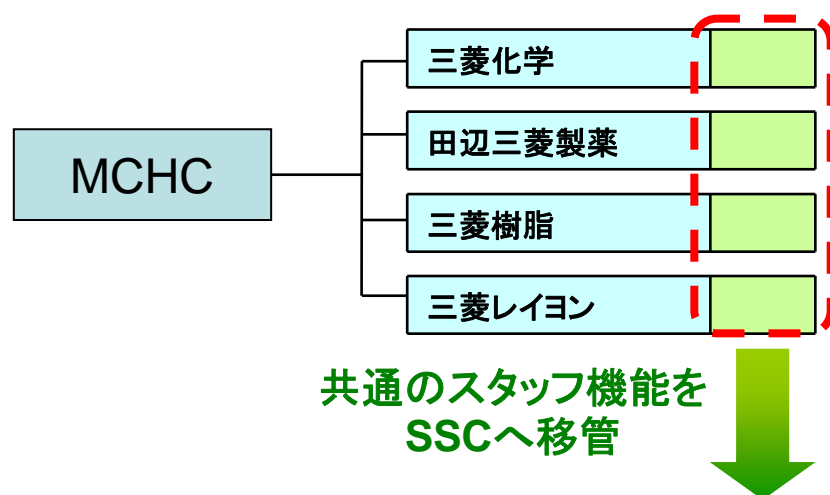 MCHC
三菱化学
田辺三菱製薬
三菱樹脂
三菱レイヨン
共通のスタッフ機能を
SSCへ移管